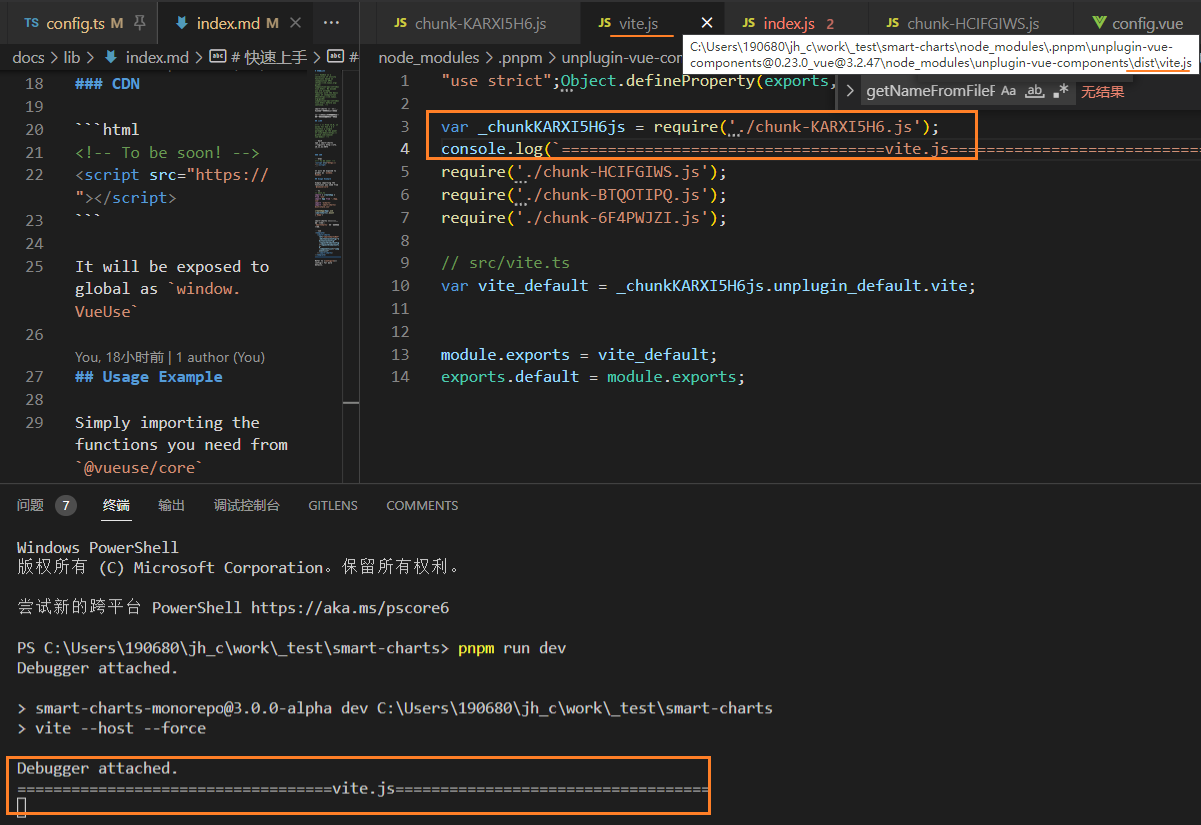 TS config.ts M
index.md M
···
JS chunk-KARXI5H6.js
JS vite.js
JS index.js 2
JS chunk-HCIFGIWS.js
config.vue
docs > lib > index.md > # 快速上手 > #
node_modules > .pnpm > unplugin-vue-cor
C:\Users\190680\jh_c\work\_test\smart-charts\node_modules\.pnpm\unplugin-vue-
components@0.23.0_vue@3.2.47\node_modules\unplugin-vue-components\dist\vite.js
getNameFromFileF Aa ab 无结果
18 ### CDN
19
20 ```html
21 <!-- To be soon! -->
22 <script src="https://
"></script>
23 ```
24
25 It will be exposed to
global as `window.
VueUse`
26
You, 18小时前 | 1 author (You)
27 ## Usage Example
28
29 Simply importing the
functions you need from
`@vueuse/core`
1 "use strict";Object.defineProperty(exports,
2
3 var _chunkKARXI5H6js = require('./chunk-KARXI5H6.js');
4 console.log(`===================================vite.js===========================
5 require('./chunk-HCIFGIWS.js');
6 require('./chunk-BTQOTIPQ.js');
7 require('./chunk-6F4PWJZI.js');
8
9 // src/vite.ts
10 var vite_default = _chunkKARXI5H6js.unplugin_default.vite;
11
12
13 module.exports = vite_default;
14 exports.default = module.exports;
问题 7 终端 输出 调试控制台 GITLENS COMMENTS
Windows PowerShell
版权所有 (C) Microsoft Corporation。保留所有权利。
尝试新的跨平台 PowerShell https://aka.ms/pscore6
PS C:\Users\190680\jh_c\work\_test\smart-charts> pnpm run dev
Debugger attached.
> smart-charts-monorepo@3.0.0-alpha dev C:\Users\190680\jh_c\work\_test\smart-charts
> vite --host --force
Debugger attached.
===================================vite.js===================================